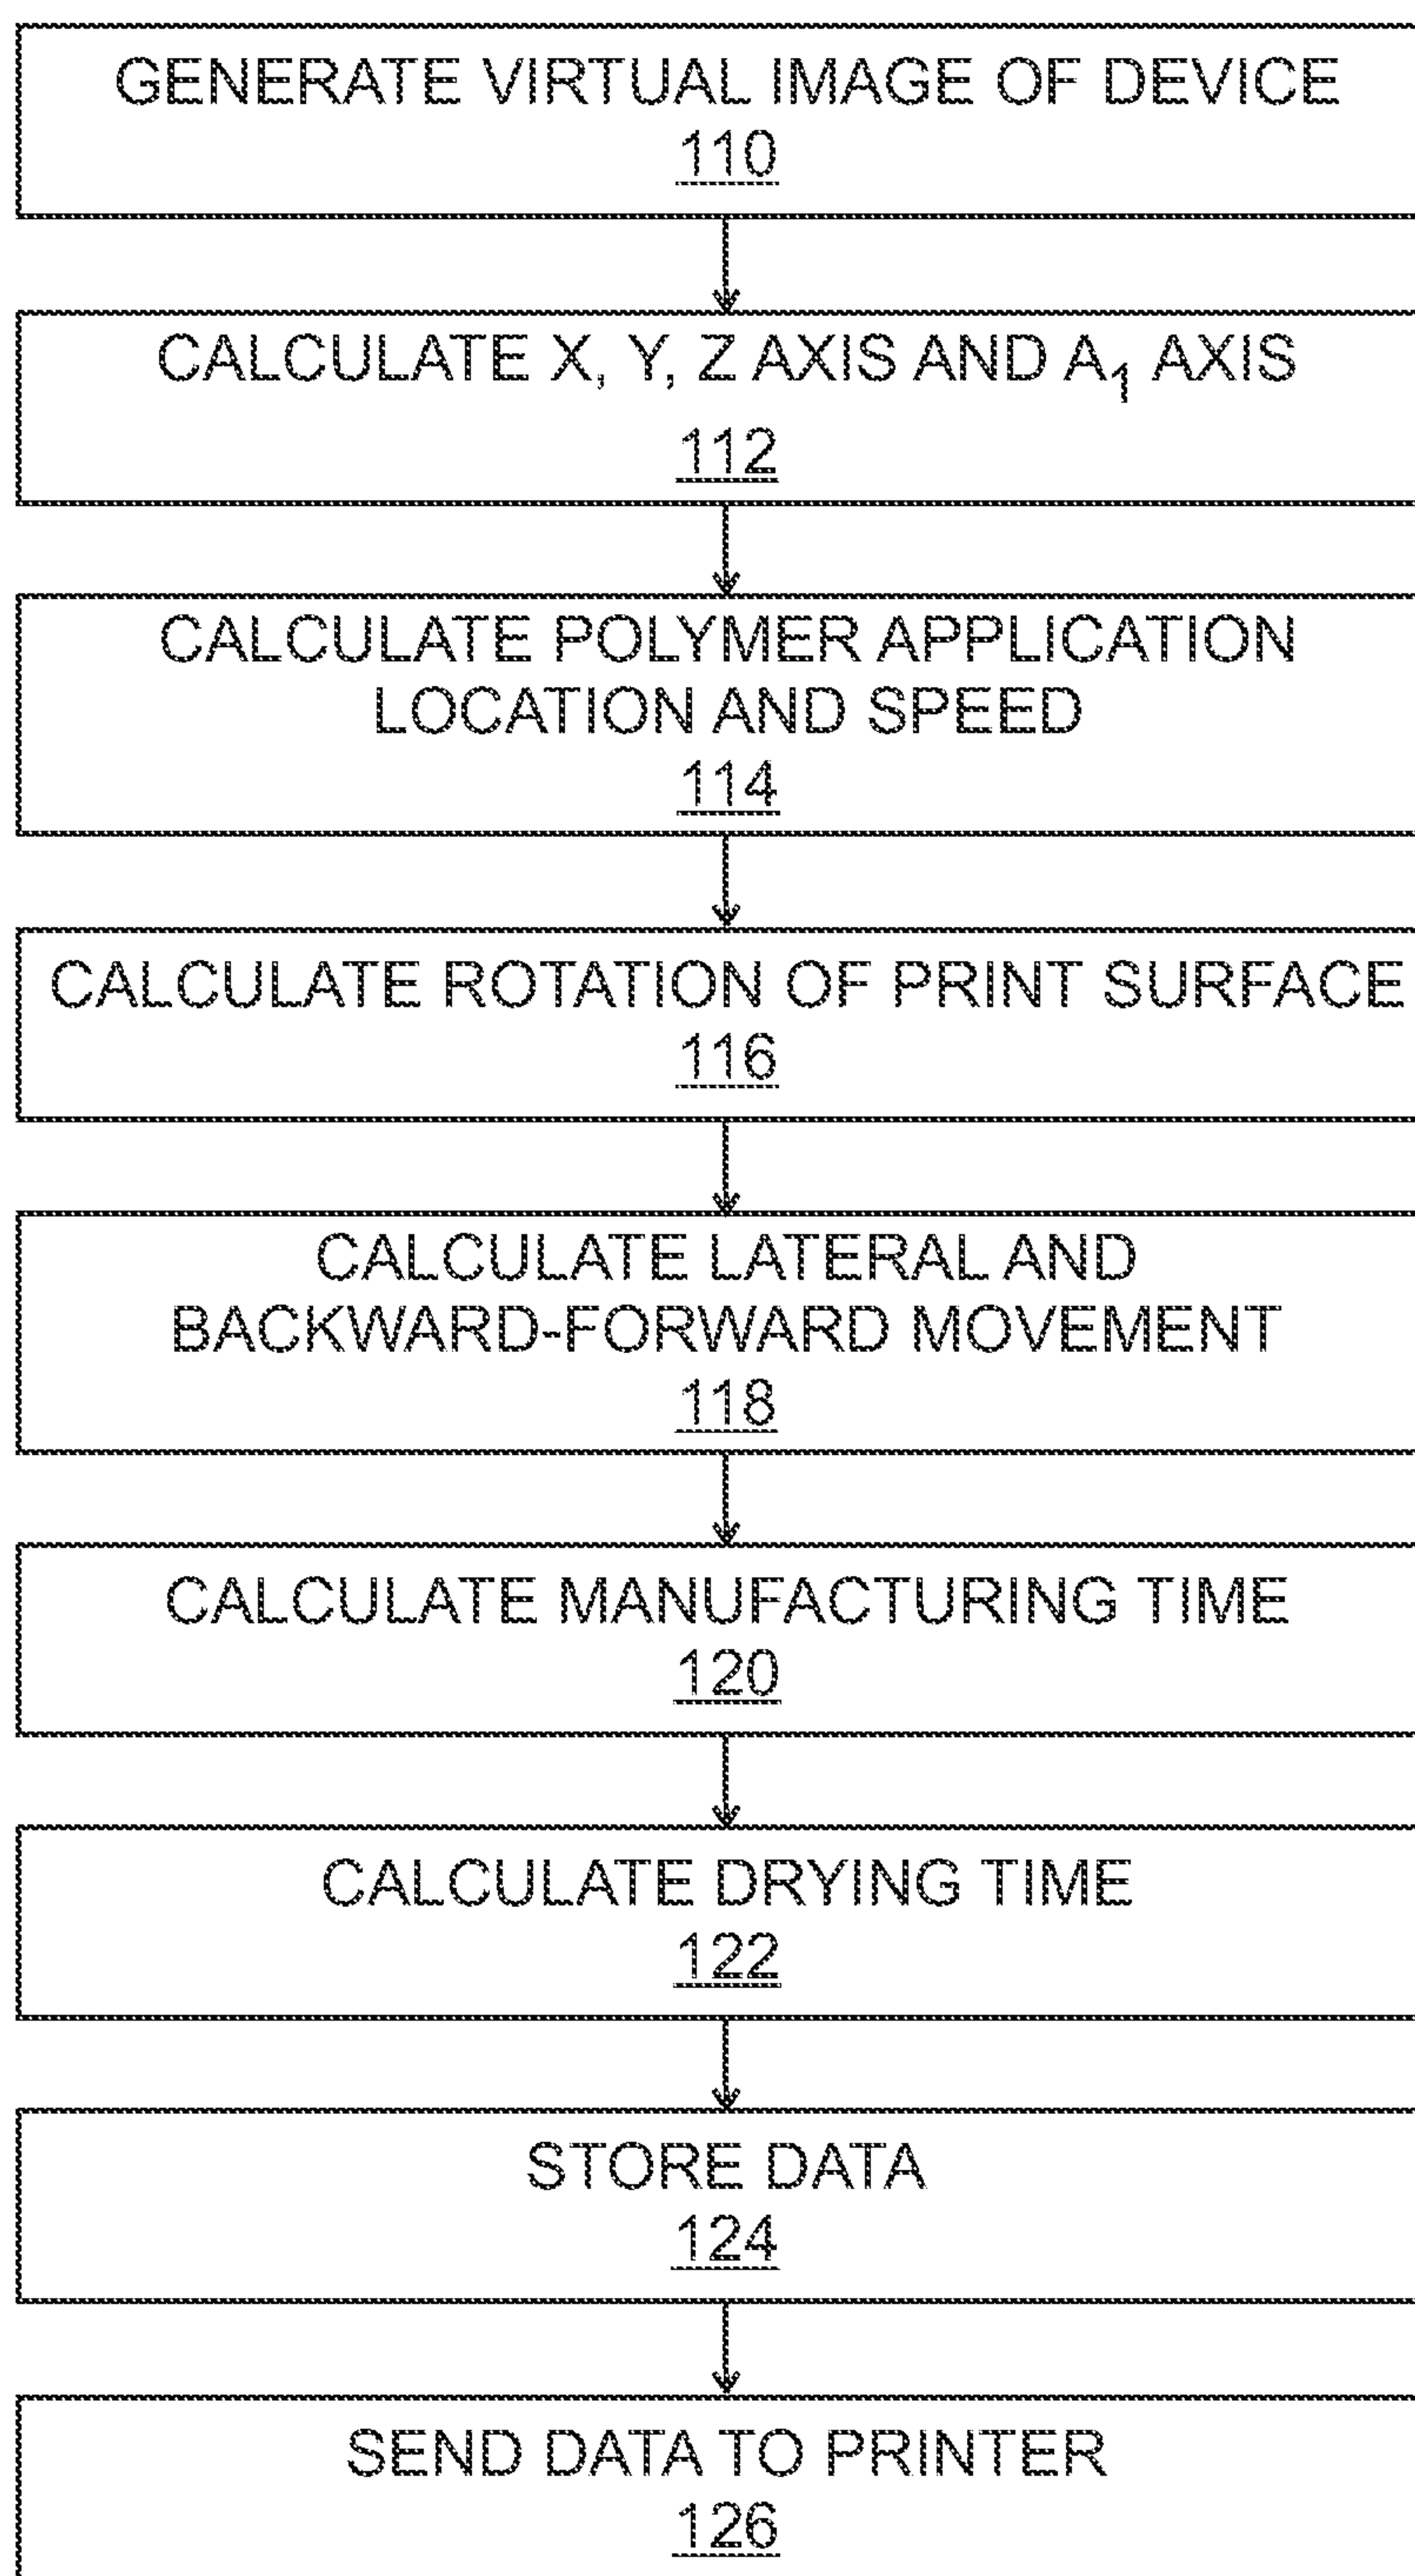 GENERATE VIRTUAL IMAGE OF DEVICE
110
CALCULATE X, Y, Z AXIS AND A₁ AXIS
112
CALCULATE POLYMER APPLICATION
LOCATION AND SPEED
114
CALCULATE ROTATION OF PRINT SURFACE
116
CALCULATE LATERAL AND
BACKWARD-FORWARD MOVEMENT
118
CALCULATE MANUFACTURING TIME
120
CALCULATE DRYING TIME
122
STORE DATA
124
SEND DATA TO PRINTER
126